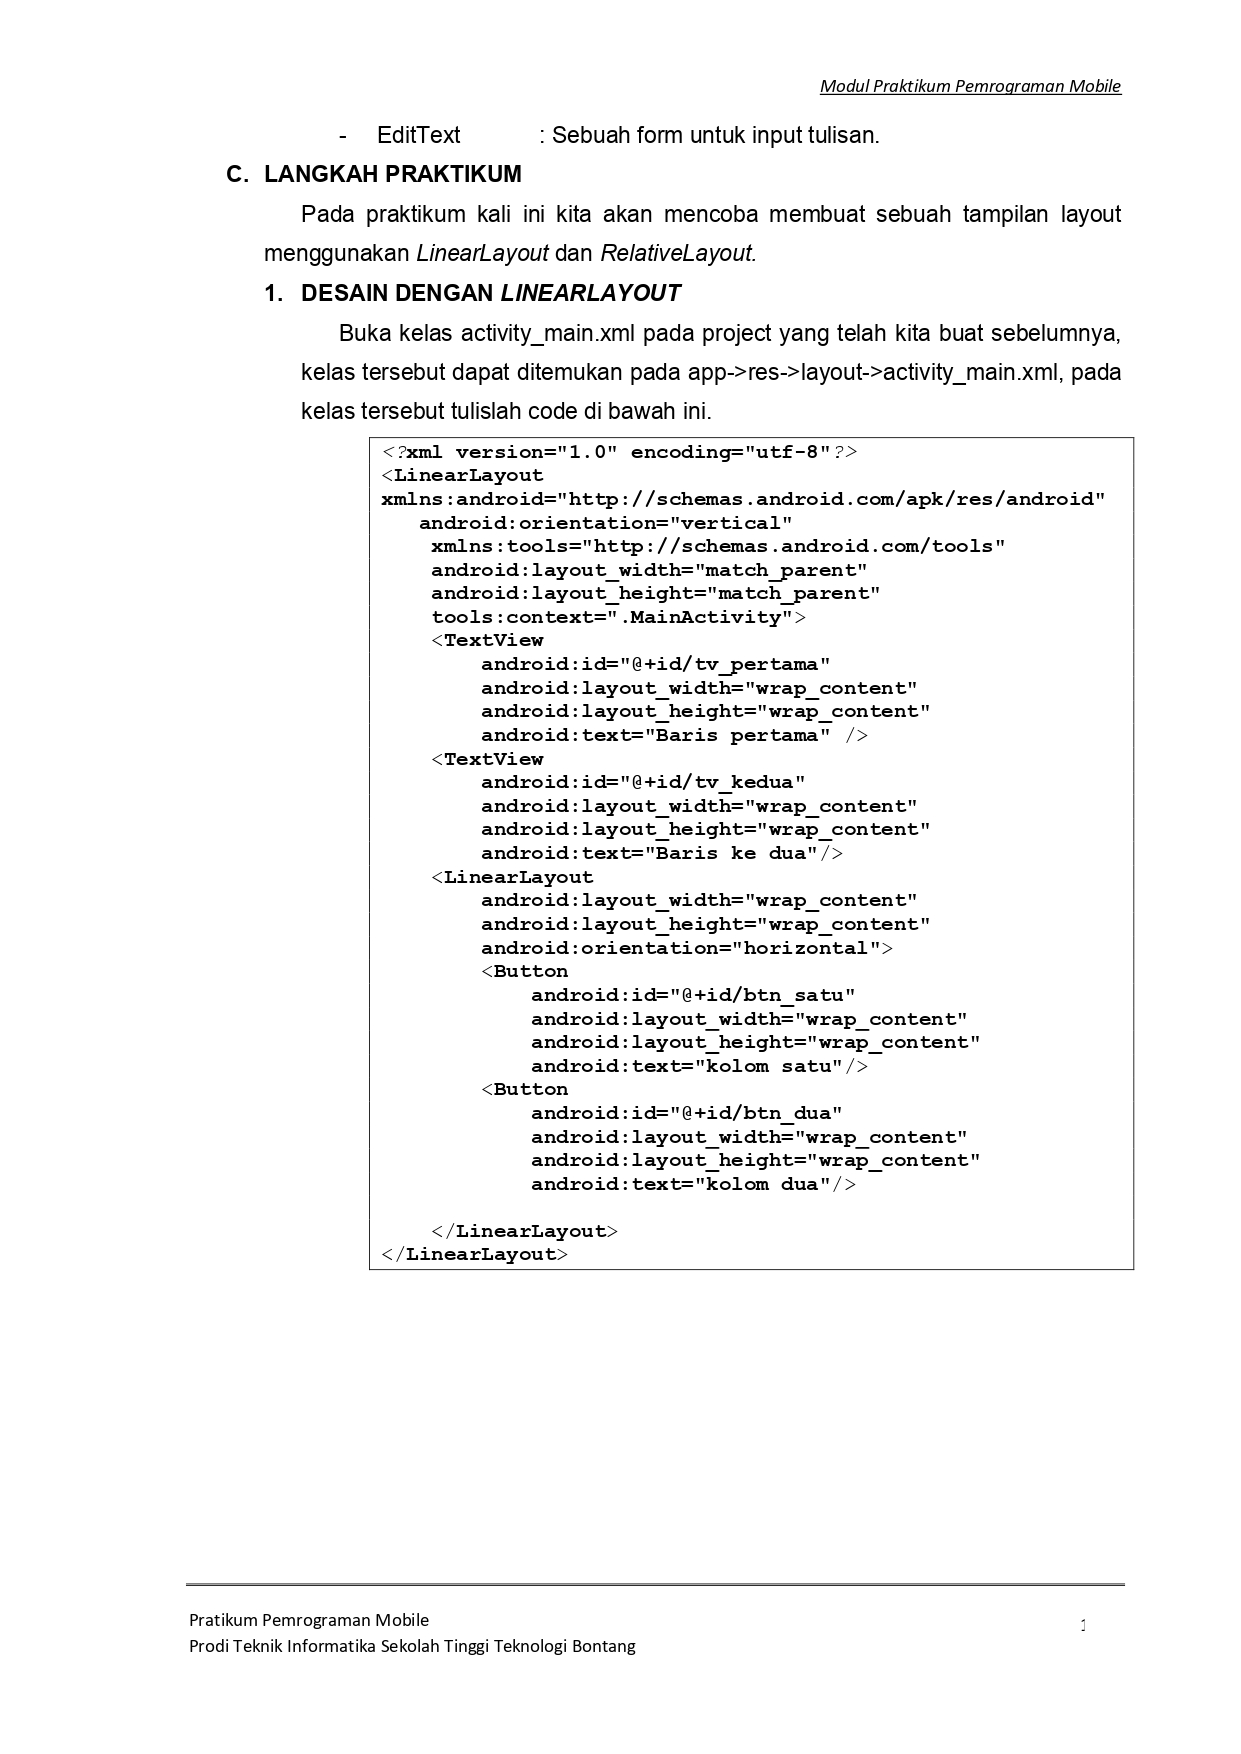 Modul Praktikum Pemrograman Mobile
- EditText : Sebuah form untuk input tulisan.
C. LANGKAH PRAKTIKUM
Pada praktikum kali ini kita akan mencoba membuat sebuah tampilan layout
menggunakan LinearLayout dan RelativeLayout.
1. DESAIN DENGAN LINEARLAYOUT
Buka kelas activity_main.xml pada project yang telah kita buat sebelumnya,
kelas tersebut dapat ditemukan pada app->res->layout->activity_main.xml, pada
kelas tersebut tulislah code di bawah ini.
<?xml version="1.0" encoding="utf-8"?>
<LinearLayout
xmlns:android="http://schemas.android.com/apk/res/android"
   android:orientation="vertical"
    xmlns:tools="http://schemas.android.com/tools"
    android:layout_width="match_parent"
    android:layout_height="match_parent"
    tools:context=".MainActivity">
    <TextView
        android:id="@+id/tv_pertama"
        android:layout_width="wrap_content"
        android:layout_height="wrap_content"
        android:text="Baris pertama" />
    <TextView
        android:id="@+id/tv_kedua"
        android:layout_width="wrap_content"
        android:layout_height="wrap_content"
        android:text="Baris ke dua"/>
    <LinearLayout
        android:layout_width="wrap_content"
        android:layout_height="wrap_content"
        android:orientation="horizontal">
        <Button
            android:id="@+id/btn_satu"
            android:layout_width="wrap_content"
            android:layout_height="wrap_content"
            android:text="kolom satu"/>
        <Button
            android:id="@+id/btn_dua"
            android:layout_width="wrap_content"
            android:layout_height="wrap_content"
            android:text="kolom dua"/>
    </LinearLayout>
</LinearLayout>
Pratikum Pemrograman Mobile
Prodi Teknik Informatika Sekolah Tinggi Teknologi Bontang